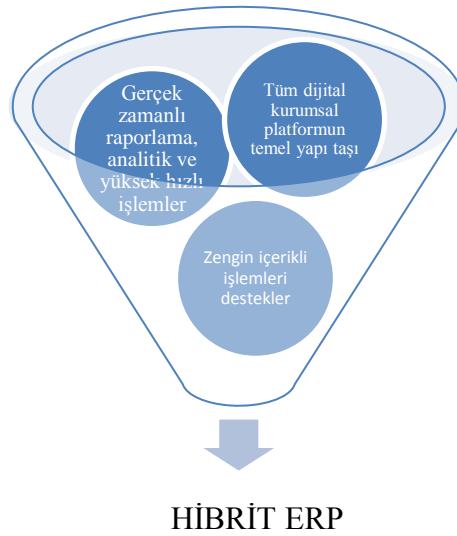 Gerçek
zamanlı
raporlama,
analitik ve
yüksek hızlı
işlemler
Tüm dijital
kurumsal
platformun
temel yapı taşı
Zengin içerikli
işlemleri
destekler
HİBRİT ERP